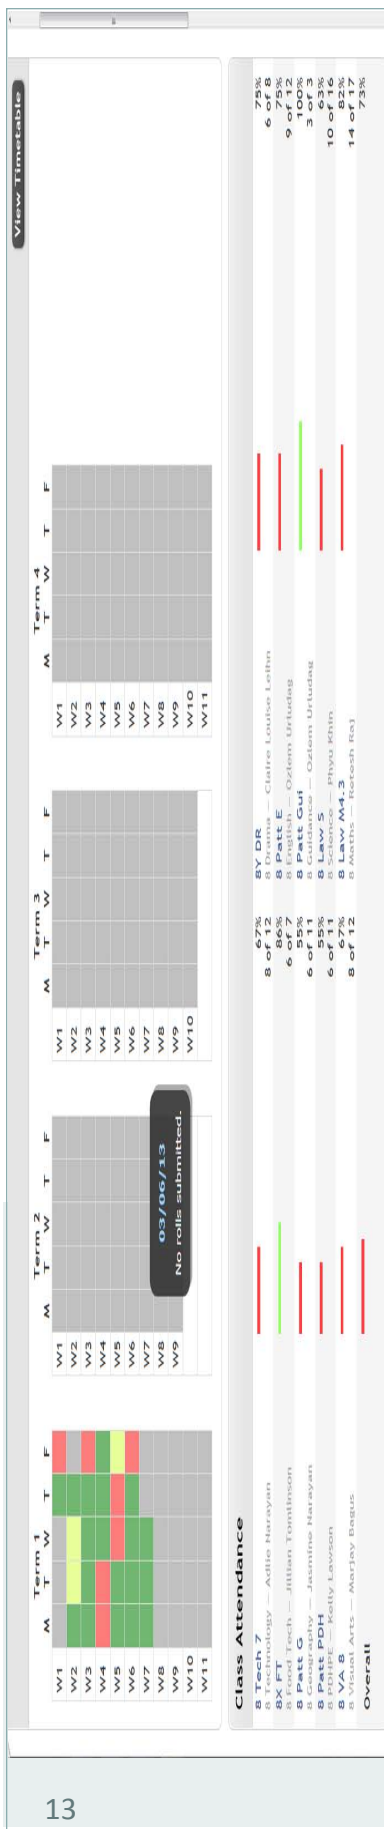 View Timetable
Term 1 Term 2 Term 3 Term 4
M T W T F M T W T F M T W T F M T W T F
W1 W1 W1 W1
W2 W2 W2 W2
W3 W3 W3 W3
W4 W4 W4 W4
W5 W5 W5 W5
W6 W6 W6 W6
W7 W7 W7 W7
W8 W8 W8 W8
W9 W9 W9 W9
W10 W10 W10
W11 W11
03/06/13
No rolls submitted.
Class Attendance
8 Tech 7 67% 8Y DR 75%
8 Technology — Adlie Narayan 8 of 12 8 Drama — Claire Louise 6 of 8
8X FT 86% 8 Patt E 75%
8 Food Tech — Jillian Tomlinson 6 of 7 8 English — Ozlem Urludag 9 of 12
8 Patt G 55% 8 Patt Gui 100%
8 Geography — Jasmine Narayan 6 of 11 8 Guidance — Ozlem Urludag 3 of 3
8 Patt PDH 55% 8 Law S 63%
8 PDHPE — Kelly Lawson 6 of 11 8 Science — Phyu Khin 10 of 16
8 VA 8 67% 8 Law M4.3 82%
8 Visual Arts — Marjay Bagus 8 of 12 8 Maths — Retesh Raj 14 of 17
Overall 73%
13